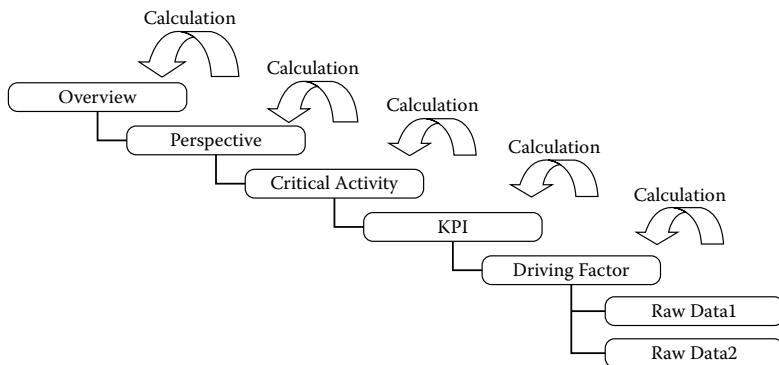 Calculation
Calculation
Overview
Calculation
Perspective
Calculation
Critical Activity
Calculation
KPI
Driving Factor
Raw Data1
Raw Data2